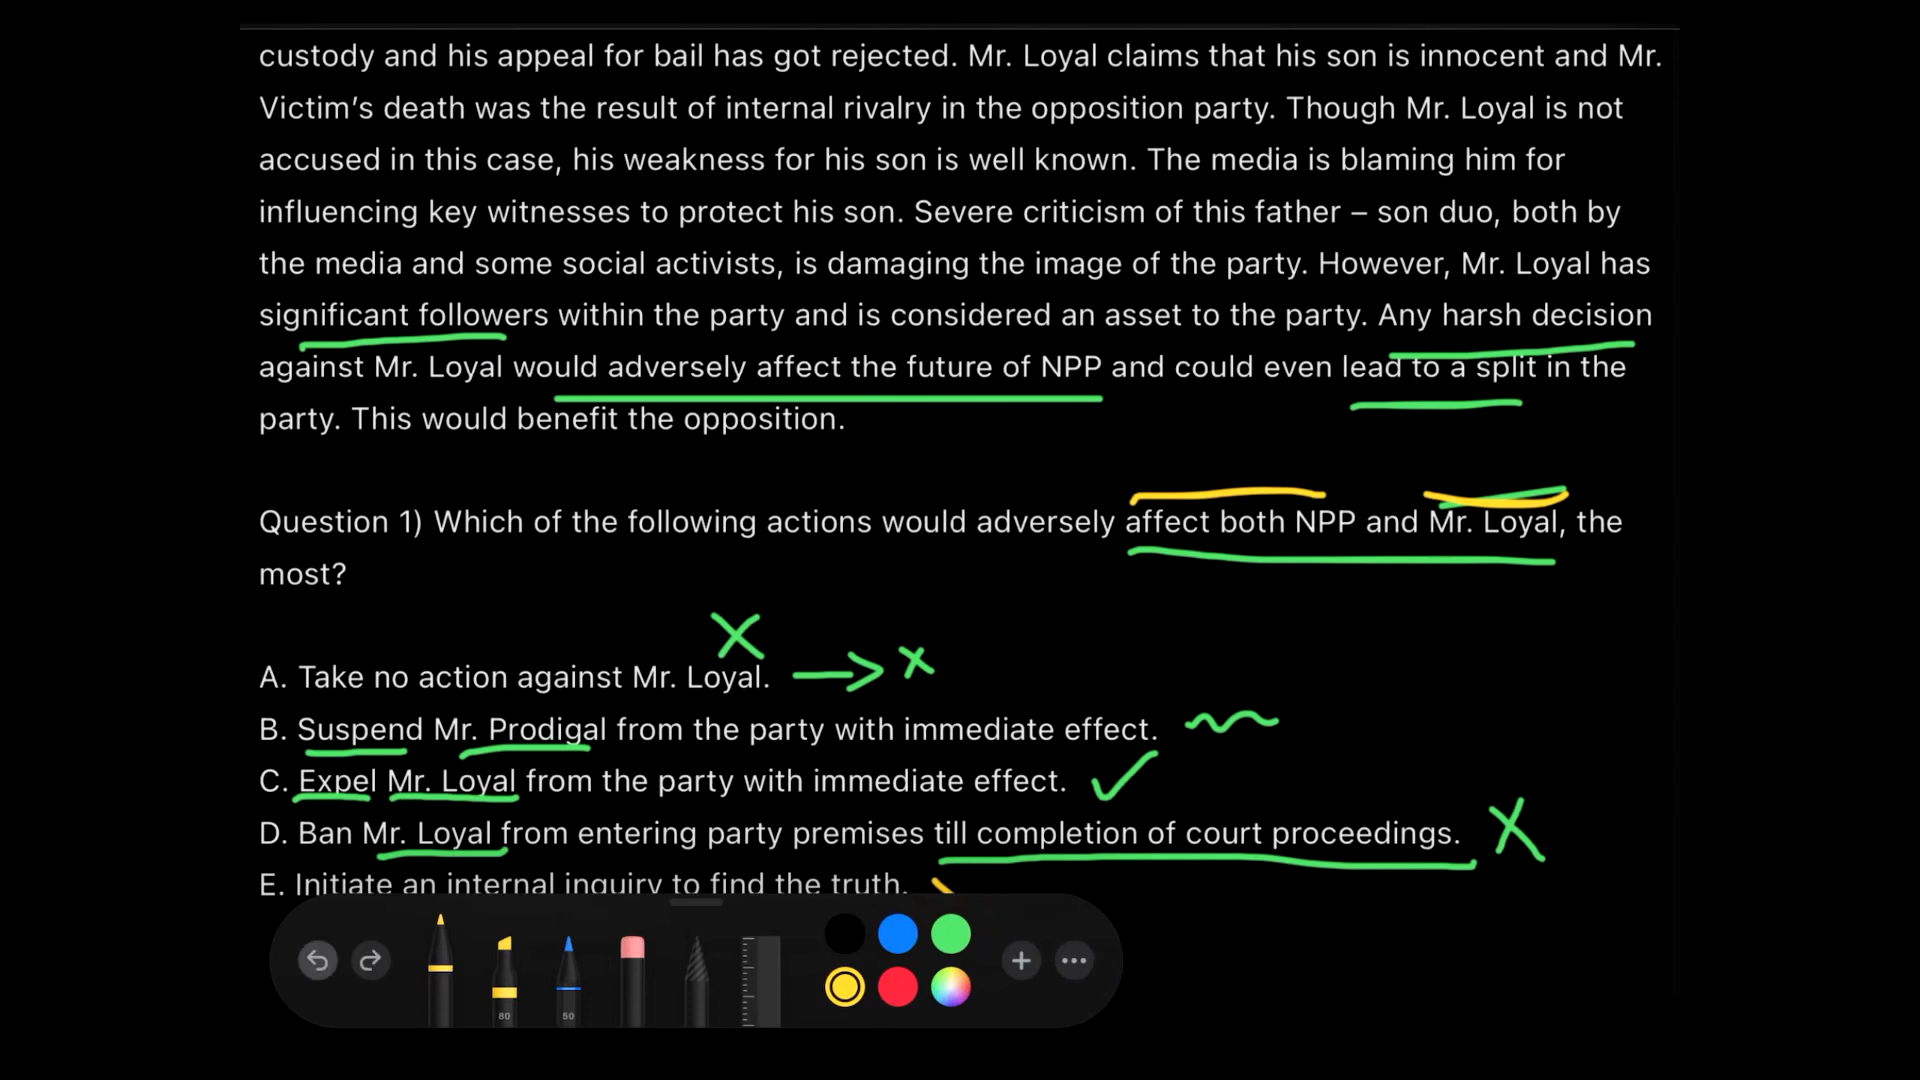 custody and his appeal for bail has got rejected. Mr. Loyal claims that his son is innocent and Mr.
Victim’s death was the result of internal rivalry in the opposition party. Though Mr. Loyal is not
accused in this case, his weakness for his son is well known. The media is blaming him for
influencing key witnesses to protect his son. Severe criticism of this father – son duo, both by
the media and some social activists, is damaging the image of the party. However, Mr. Loyal has
significant followers within the party and is considered an asset to the party. Any harsh decision
against Mr. Loyal would adversely affect the future of NPP and could even lead to a split in the
party. This would benefit the opposition.
Question 1) Which of the following actions would adversely affect both NPP and Mr. Loyal, the
most?
A. Take no action against Mr. Loyal.
B. Suspend Mr. Prodigal from the party with immediate effect.
C. Expel Mr. Loyal from the party with immediate effect.
D. Ban Mr. Loyal from entering party premises till completion of court proceedings.
E. Initiate an internal inquiry to find the truth.
80
50